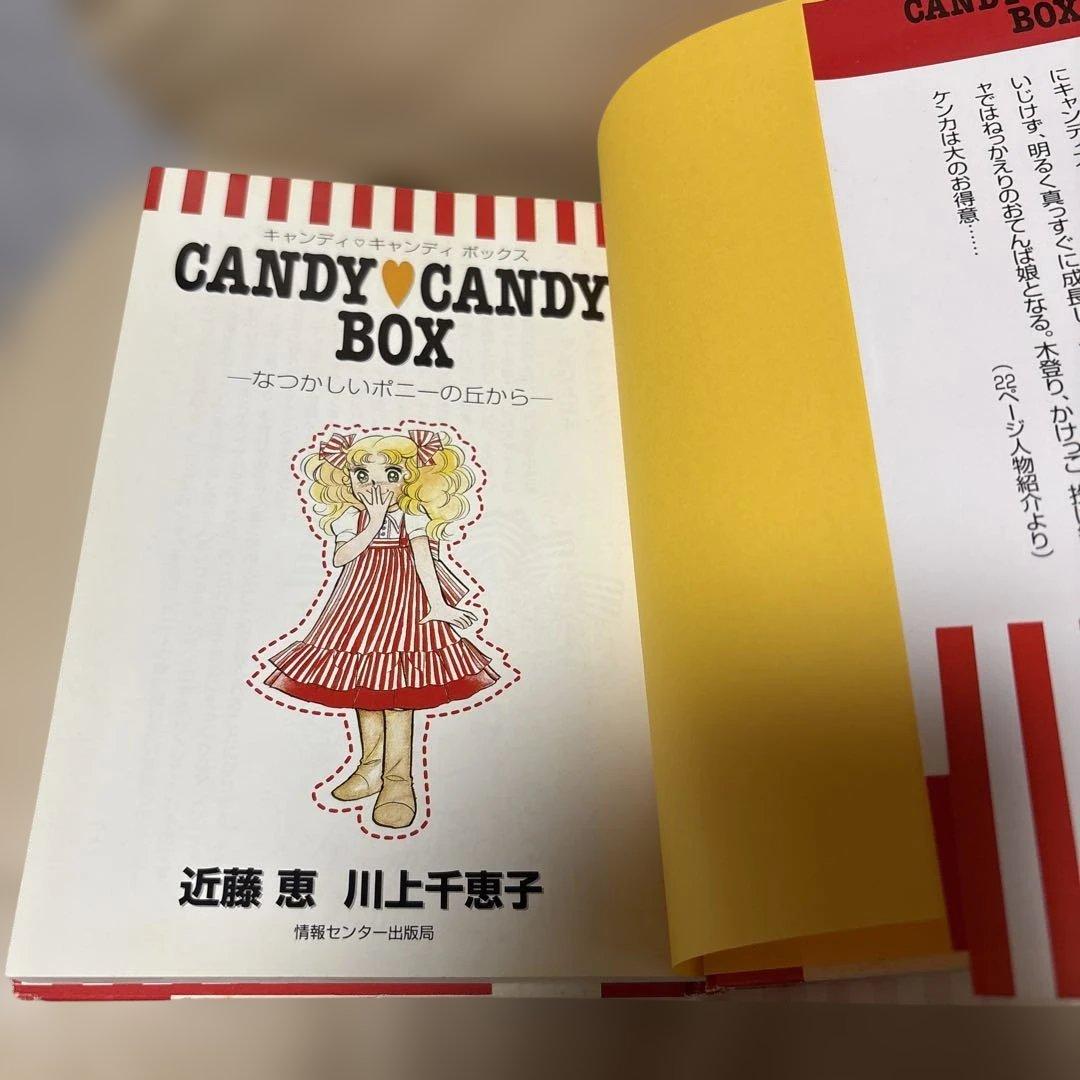 キャンディ♡キャンディ ボックス
CANDY♥CANDY
BOX
―なつかしいポニーの丘から―
近藤 恵 川上千恵子
情報センター出版局
CANDY
BOX
にキャンディ
いじけず、明るく真っすぐに成長
ャではねっかえりのおてんば娘となる。木登り、かけっこ
ケンカは大のお得意……
(22ページ人物紹介より)